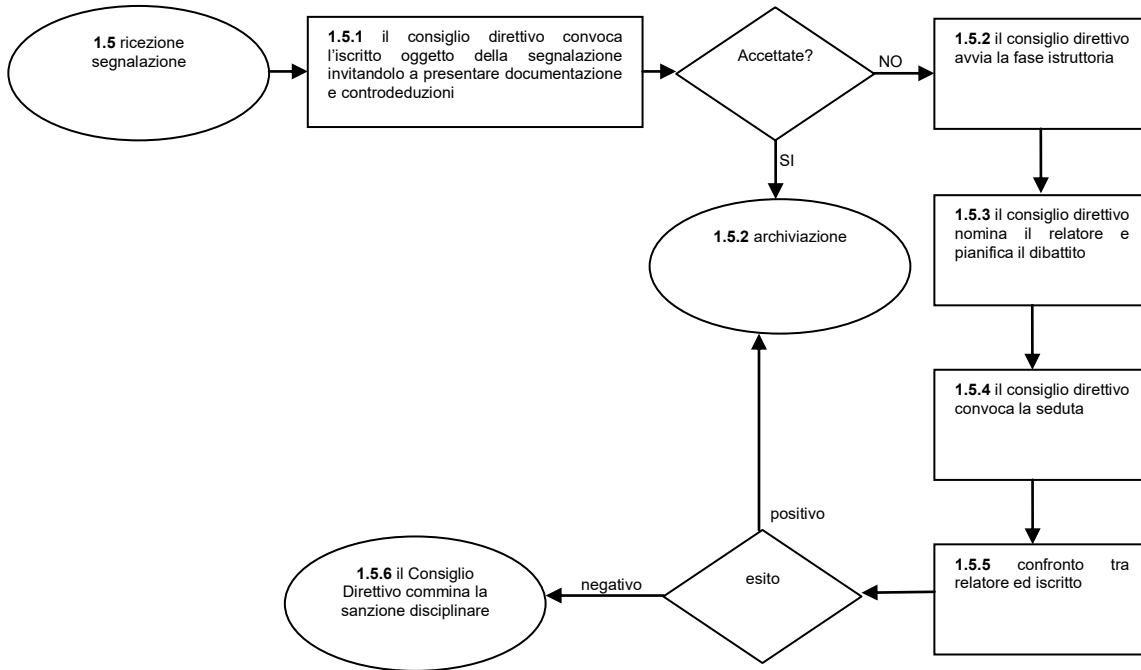 1.5 ricezione
segnalazione
1.5.1 il consiglio direttivo convoca
l'iscritto oggetto della segnalazione
invitandolo a presentare documentazione
e controdeduzioni
Accettate?
NO
1.5.2 il consiglio direttivo
avvia la fase istruttoria
SI
1.5.2 archiviazione
1.5.3 il consiglio direttivo
nomina il relatore e
pianifica il dibattito
1.5.4 il consiglio direttivo
convoca la seduta
positivo
1.5.5 confronto tra
relatore ed iscritto
esito
negativo
1.5.6 il Consiglio
Direttivo commina la
sanzione disciplinare